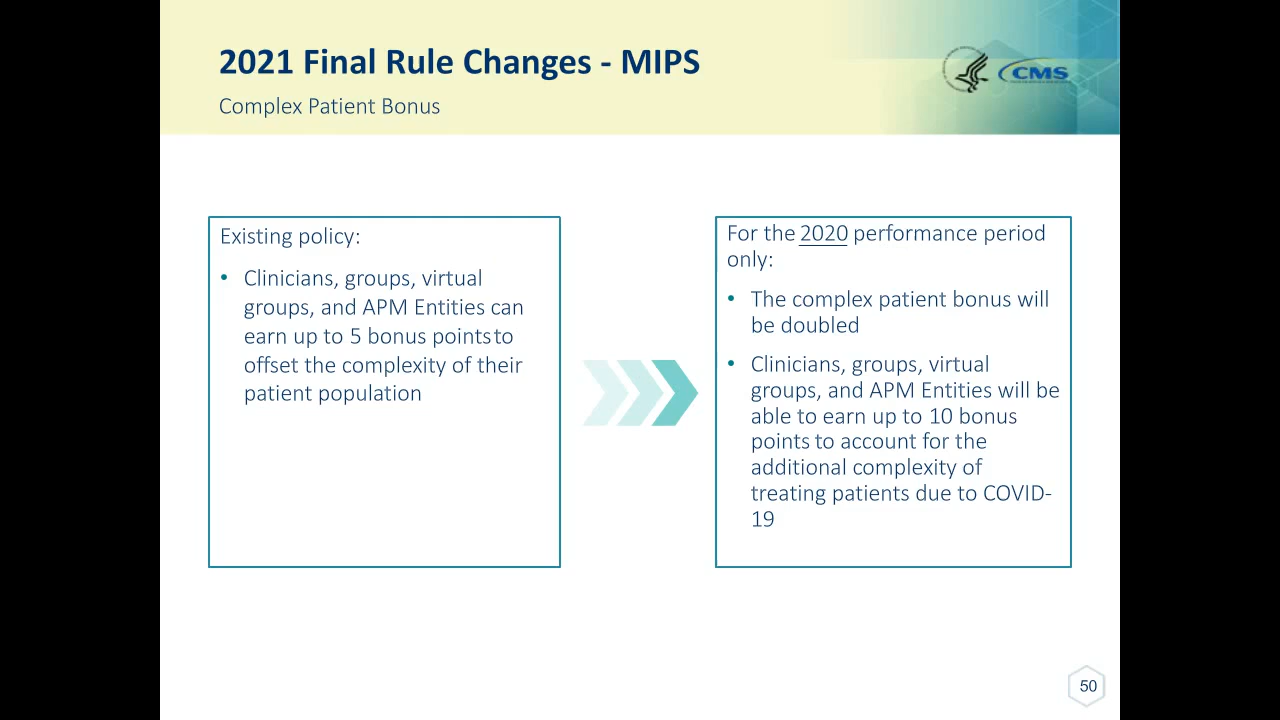 2021 Final Rule Changes - MIPS
Complex Patient Bonus
CMS
Existing policy:
• Clinicians, groups, virtual
groups, and APM Entities can
earn up to 5 bonus points to
offset the complexity of their
patient population
For the 2020 performance period
only:
• The complex patient bonus will
be doubled
• Clinicians, groups, virtual
groups, and APM Entities will be
able to earn up to 10 bonus
points to account for the
additional complexity of
treating patients due to COVID-
19
50